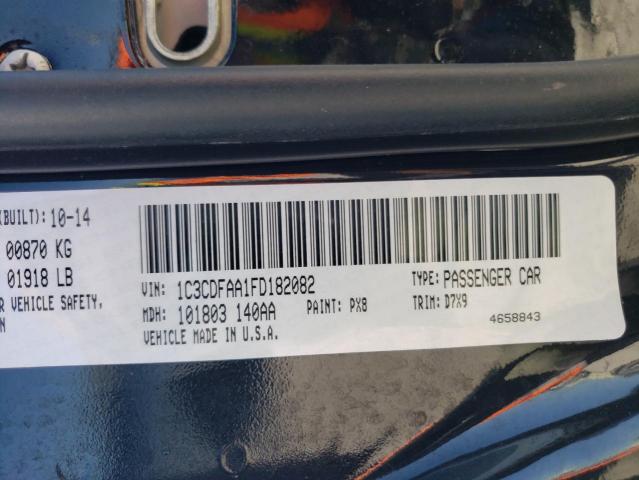 (BUILT): 10-14
00870 KG
01918 LB
VEHICLE SAFETY,
VIN: 1C3CDFAA1FD182082
TYPE: PASSENGER CAR
MDH: 101803 140AA
PAINT: PX8
TRIM: D7X9
VEHICLE MADE IN U.S.A.
4658843